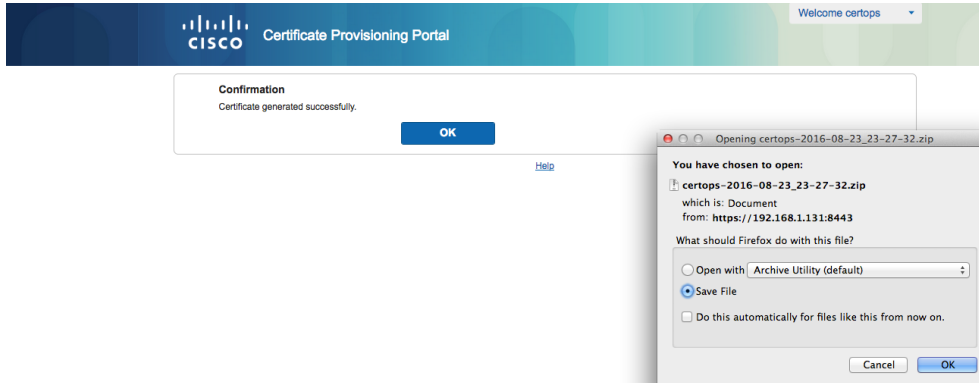 Welcome certops
CISCO
Certificate Provisioning Portal
Confirmation
Certificate generated successfully.
OK
Help
Opening certops-2016-08-23_23-27-32.zip
You have chosen to open:
certops-2016-08-23_23-27-32.zip
which is: Document
from: https://192.168.1.131:8443
What should Firefox do with this file?
Open with Archive Utility (default)
Save File
Do this automatically for files like this from now on.
Cancel OK